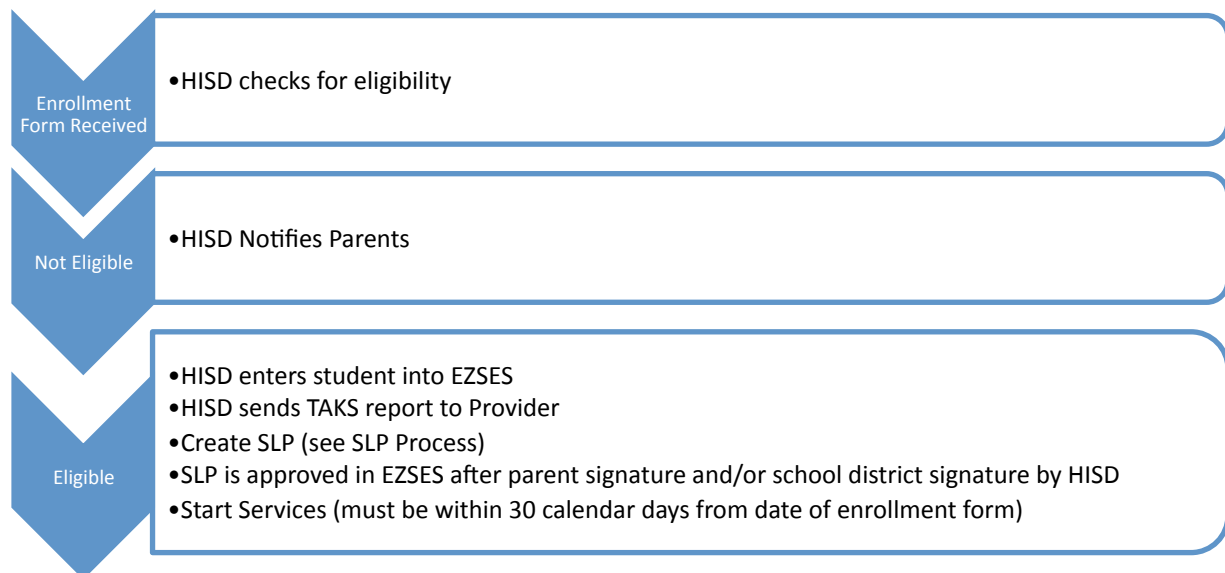 Enrollment
Form Received
•HISD checks for eligibility
Not Eligible
•HISD Notifies Parents
Eligible
•HISD enters student into EZSES
•HISD sends TAKS report to Provider
•Create SLP (see SLP Process)
•SLP is approved in EZSES after parent signature and/or school district signature by HISD
•Start Services (must be within 30 calendar days from date of enrollment form)